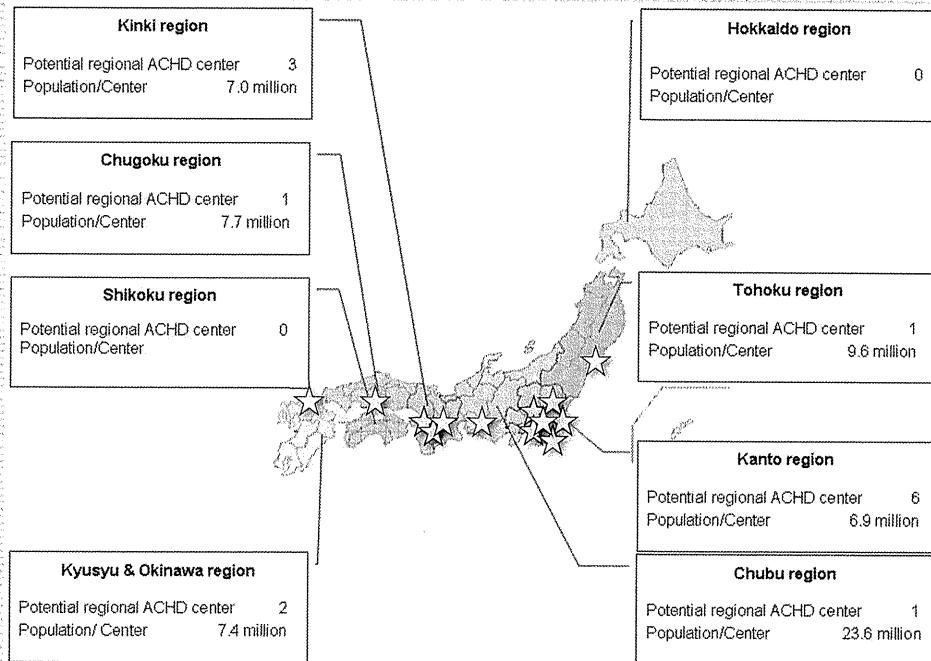 Kinki region
Potential regional ACHD center 3
Population/Center 7.0 million
Chugoku region
Potential regional ACHD center 1
Population/Center 7.7 million
Shikoku region
Potential regional ACHD center 0
Population/Center
Kyusyu & Okinawa region
Potential regional ACHD center 2
Population/ Center 7.4 million
Hokkaido region
Potential regional ACHD center 0
Population/Center
Tohoku region
Potential regional ACHD center 1
Population/Center 9.6 million
Kanto region
Potential regional ACHD center 6
Population/Center 6.9 million
Chubu region
Potential regional ACHD center 1
Population/Center 23.6 million